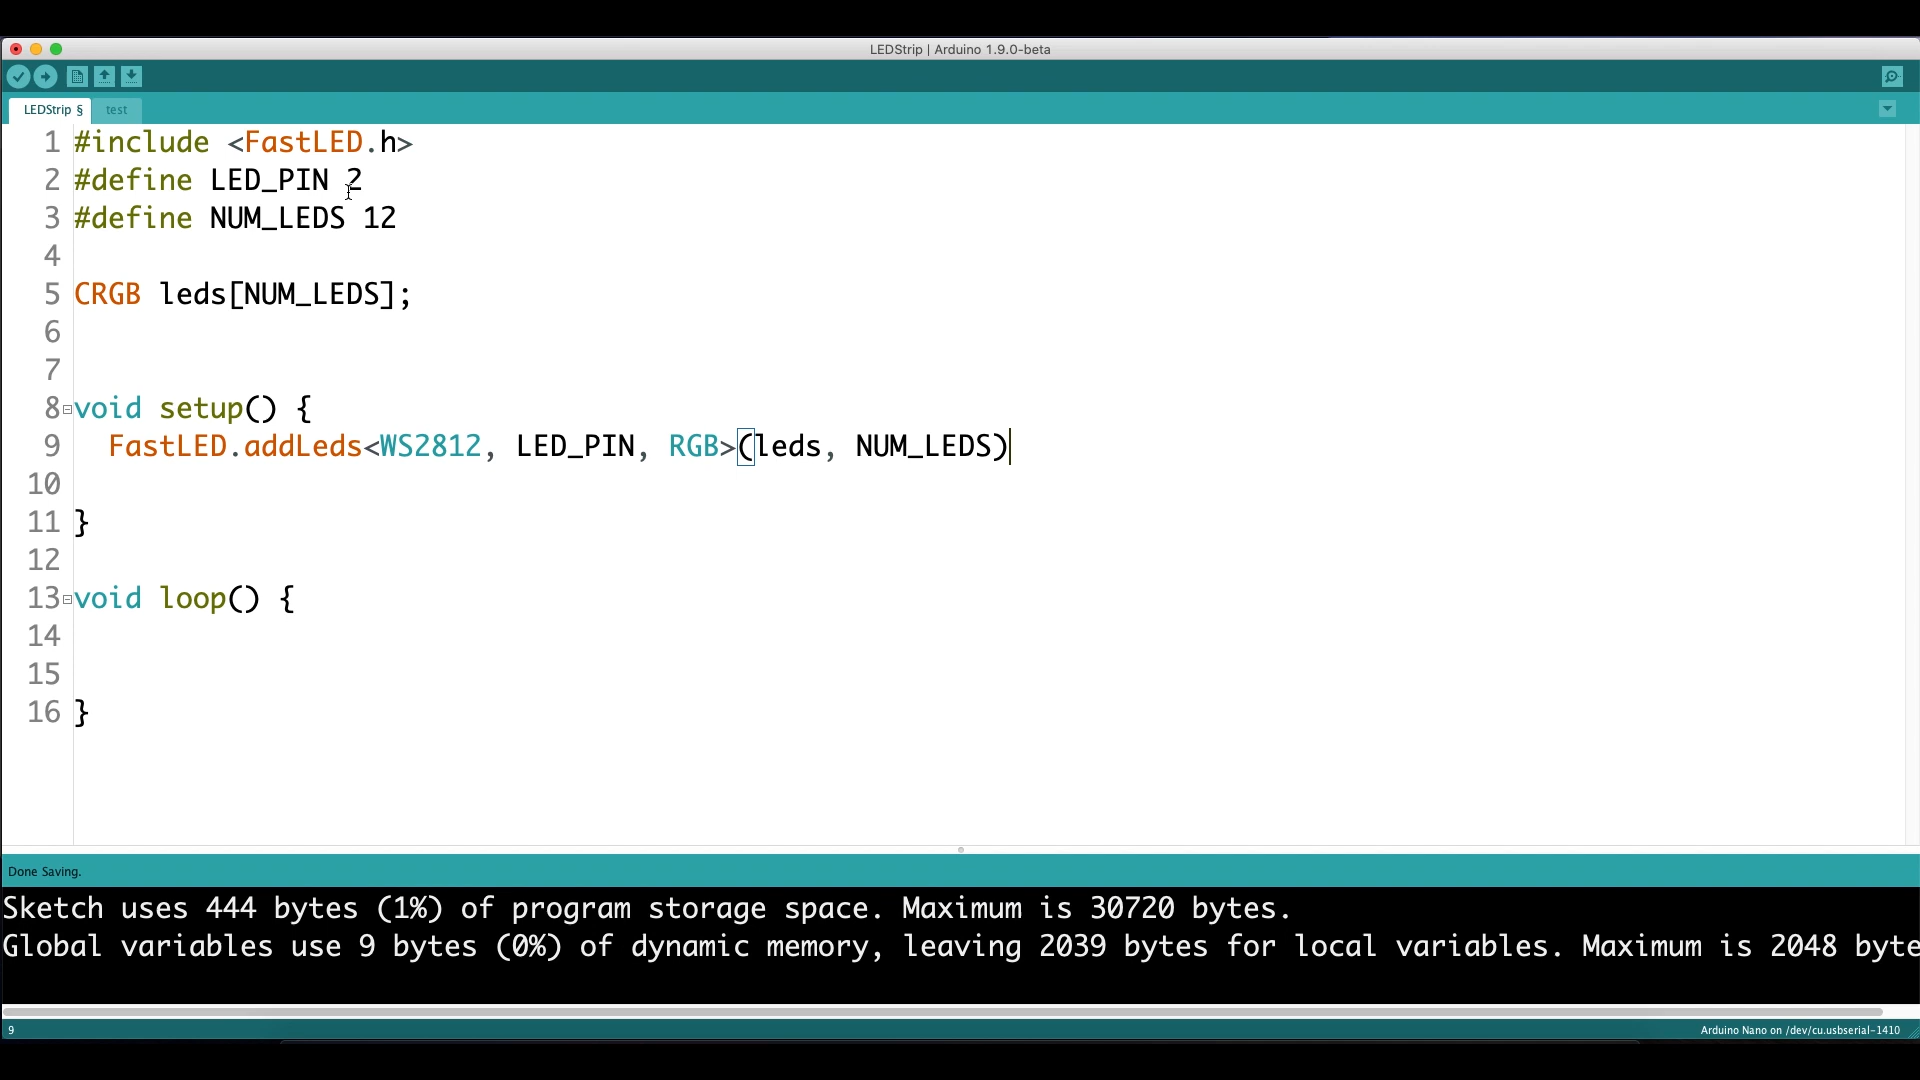 LEDStrip | Arduino 1.9.0-beta
LEDStrip § test
1 #include <FastLED.h>
2 #define LED_PIN 2
3 #define NUM_LEDS 12
4
5 CRGB leds[NUM_LEDS];
6
7
8 void setup() {
9 FastLED.addLeds<WS2812, LED_PIN, RGB>(leds, NUM_LEDS)
10
11 }
12
13 void loop() {
14
15
16 }
Done Saving.
Sketch uses 444 bytes (1%) of program storage space. Maximum is 30720 bytes.
Global variables use 9 bytes (0%) of dynamic memory, leaving 2039 bytes for local variables. Maximum is 2048 byte
9 Arduino Nano on /dev/cu.usbserial-1410